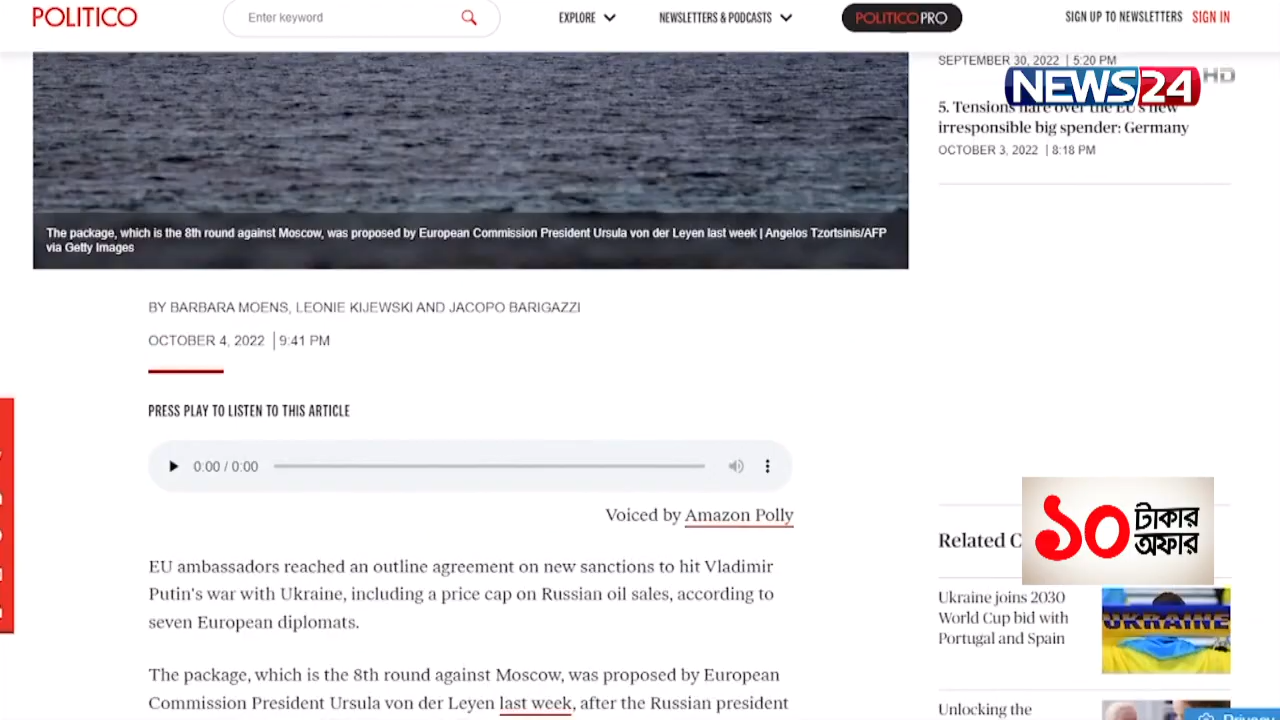 POLITICO
Enter keyword
EXPLORE
NEWSLETTERS & PODCASTS
POLITICOPRO
SIGN UP TO NEWSLETTERS
SIGN IN
SEPTEMBER 30, 2022 | 5:20 PM
NEWS24 HD
5. Tensions flare over the EU's new
irresponsible big spender: Germany
OCTOBER 3, 2022 | 8:18 PM
The package, which is the 8th round against Moscow, was proposed by European Commission President Ursula von der Leyen last week | Angelos Tzortsinis/AFP
via Getty Images
BY BARBARA MOENS, LEONIE KIJEWSKI AND JACOPO BARIGAZZI
OCTOBER 4, 2022 | 9:41 PM
PRESS PLAY TO LISTEN TO THIS ARTICLE
0:00 / 0:00
Voiced by Amazon Polly
EU ambassadors reached an outline agreement on new sanctions to hit Vladimir
Putin's war with Ukraine, including a price cap on Russian oil sales, according to
seven European diplomats.
The package, which is the 8th round against Moscow, was proposed by European
Commission President Ursula von der Leyen last week, after the Russian president
Related C
১০ টাকার
অফার
Ukraine joins 2030
World Cup bid with
Portugal and Spain
UKRAINE
Unlocking the
Privacy